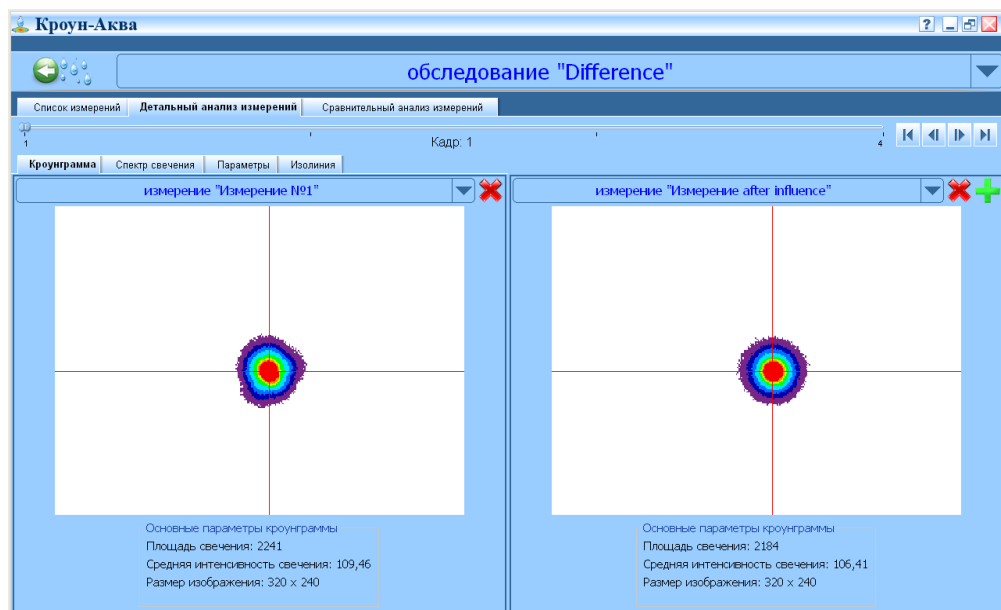 Кроун-Аква
обследование "Difference"
Список измерений Детальный анализ измерений Сравнительный анализ измерений
1 Кадр: 1 4
Кроунграмма Спектр свечения Параметры Изолиния
измерение "Измерение №1" измерение "Измерение after influence"
Основные параметры кроунграммы
Площадь свечения: 2241
Средняя интенсивность свечения: 109,46
Размер изображения: 320 x 240
Основные параметры кроунграммы
Площадь свечения: 2184
Средняя интенсивность свечения: 106,41
Размер изображения: 320 x 240